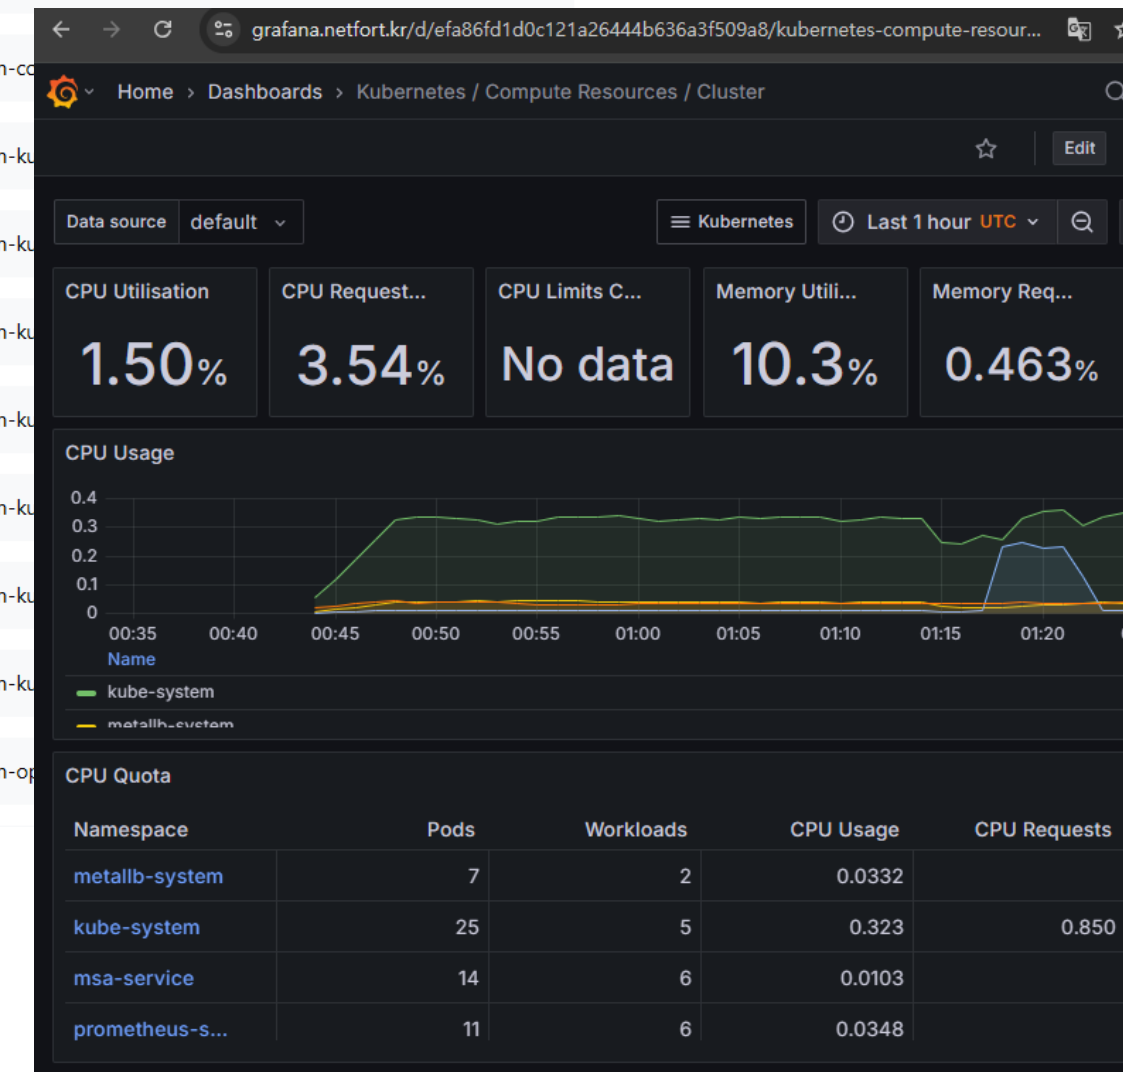 grafana.netfort.kr/d/efa86fd1d0c121a26444b636a3f509a8/kubernetes-compute-resour...
Home › Dashboards › Kubernetes / Compute Resources / Cluster
Edit
Data source default
Kubernetes
Last 1 hour UTC
CPU Utilisation
1.50%
CPU Request...
3.54%
CPU Limits C...
No data
Memory Utili...
10.3%
Memory Req...
0.463%
CPU Usage
0.4
0.3
0.2
0.1
0
00:35 00:40 00:45 00:50 00:55 01:00 01:05 01:10 01:15 01:20
Name
kube-system
metallb-system
CPU Quota
Namespace Pods Workloads CPU Usage CPU Requests
metallb-system 7 2 0.0332
kube-system 25 5 0.323 0.850
msa-service 14 6 0.0103
prometheus-s... 11 6 0.0348